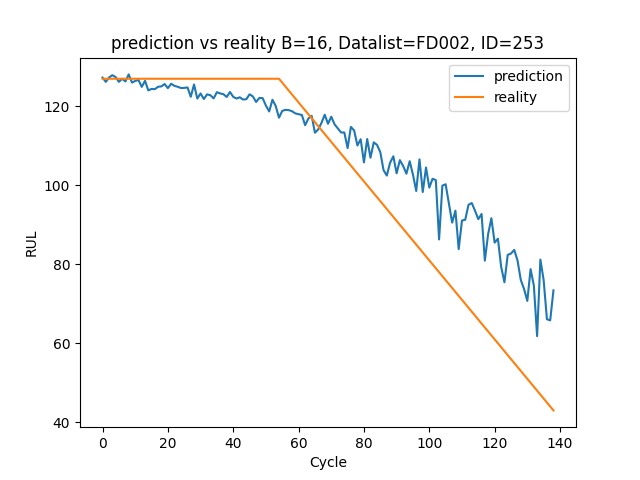 prediction vs reality B=16, Datalist=FD002, ID=253
prediction
reality
120
100
80
60
40
RUL
0 20 40 60 80 100 120 140
Cycle